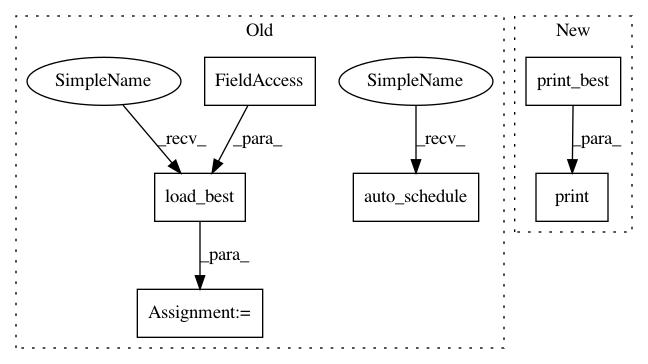 Old
New
SimpleName
FieldAccess
SimpleName
print_best
_recv_
_para_
_recv_
_para_
load_best
auto_schedule
print
_para_
Assignment:=